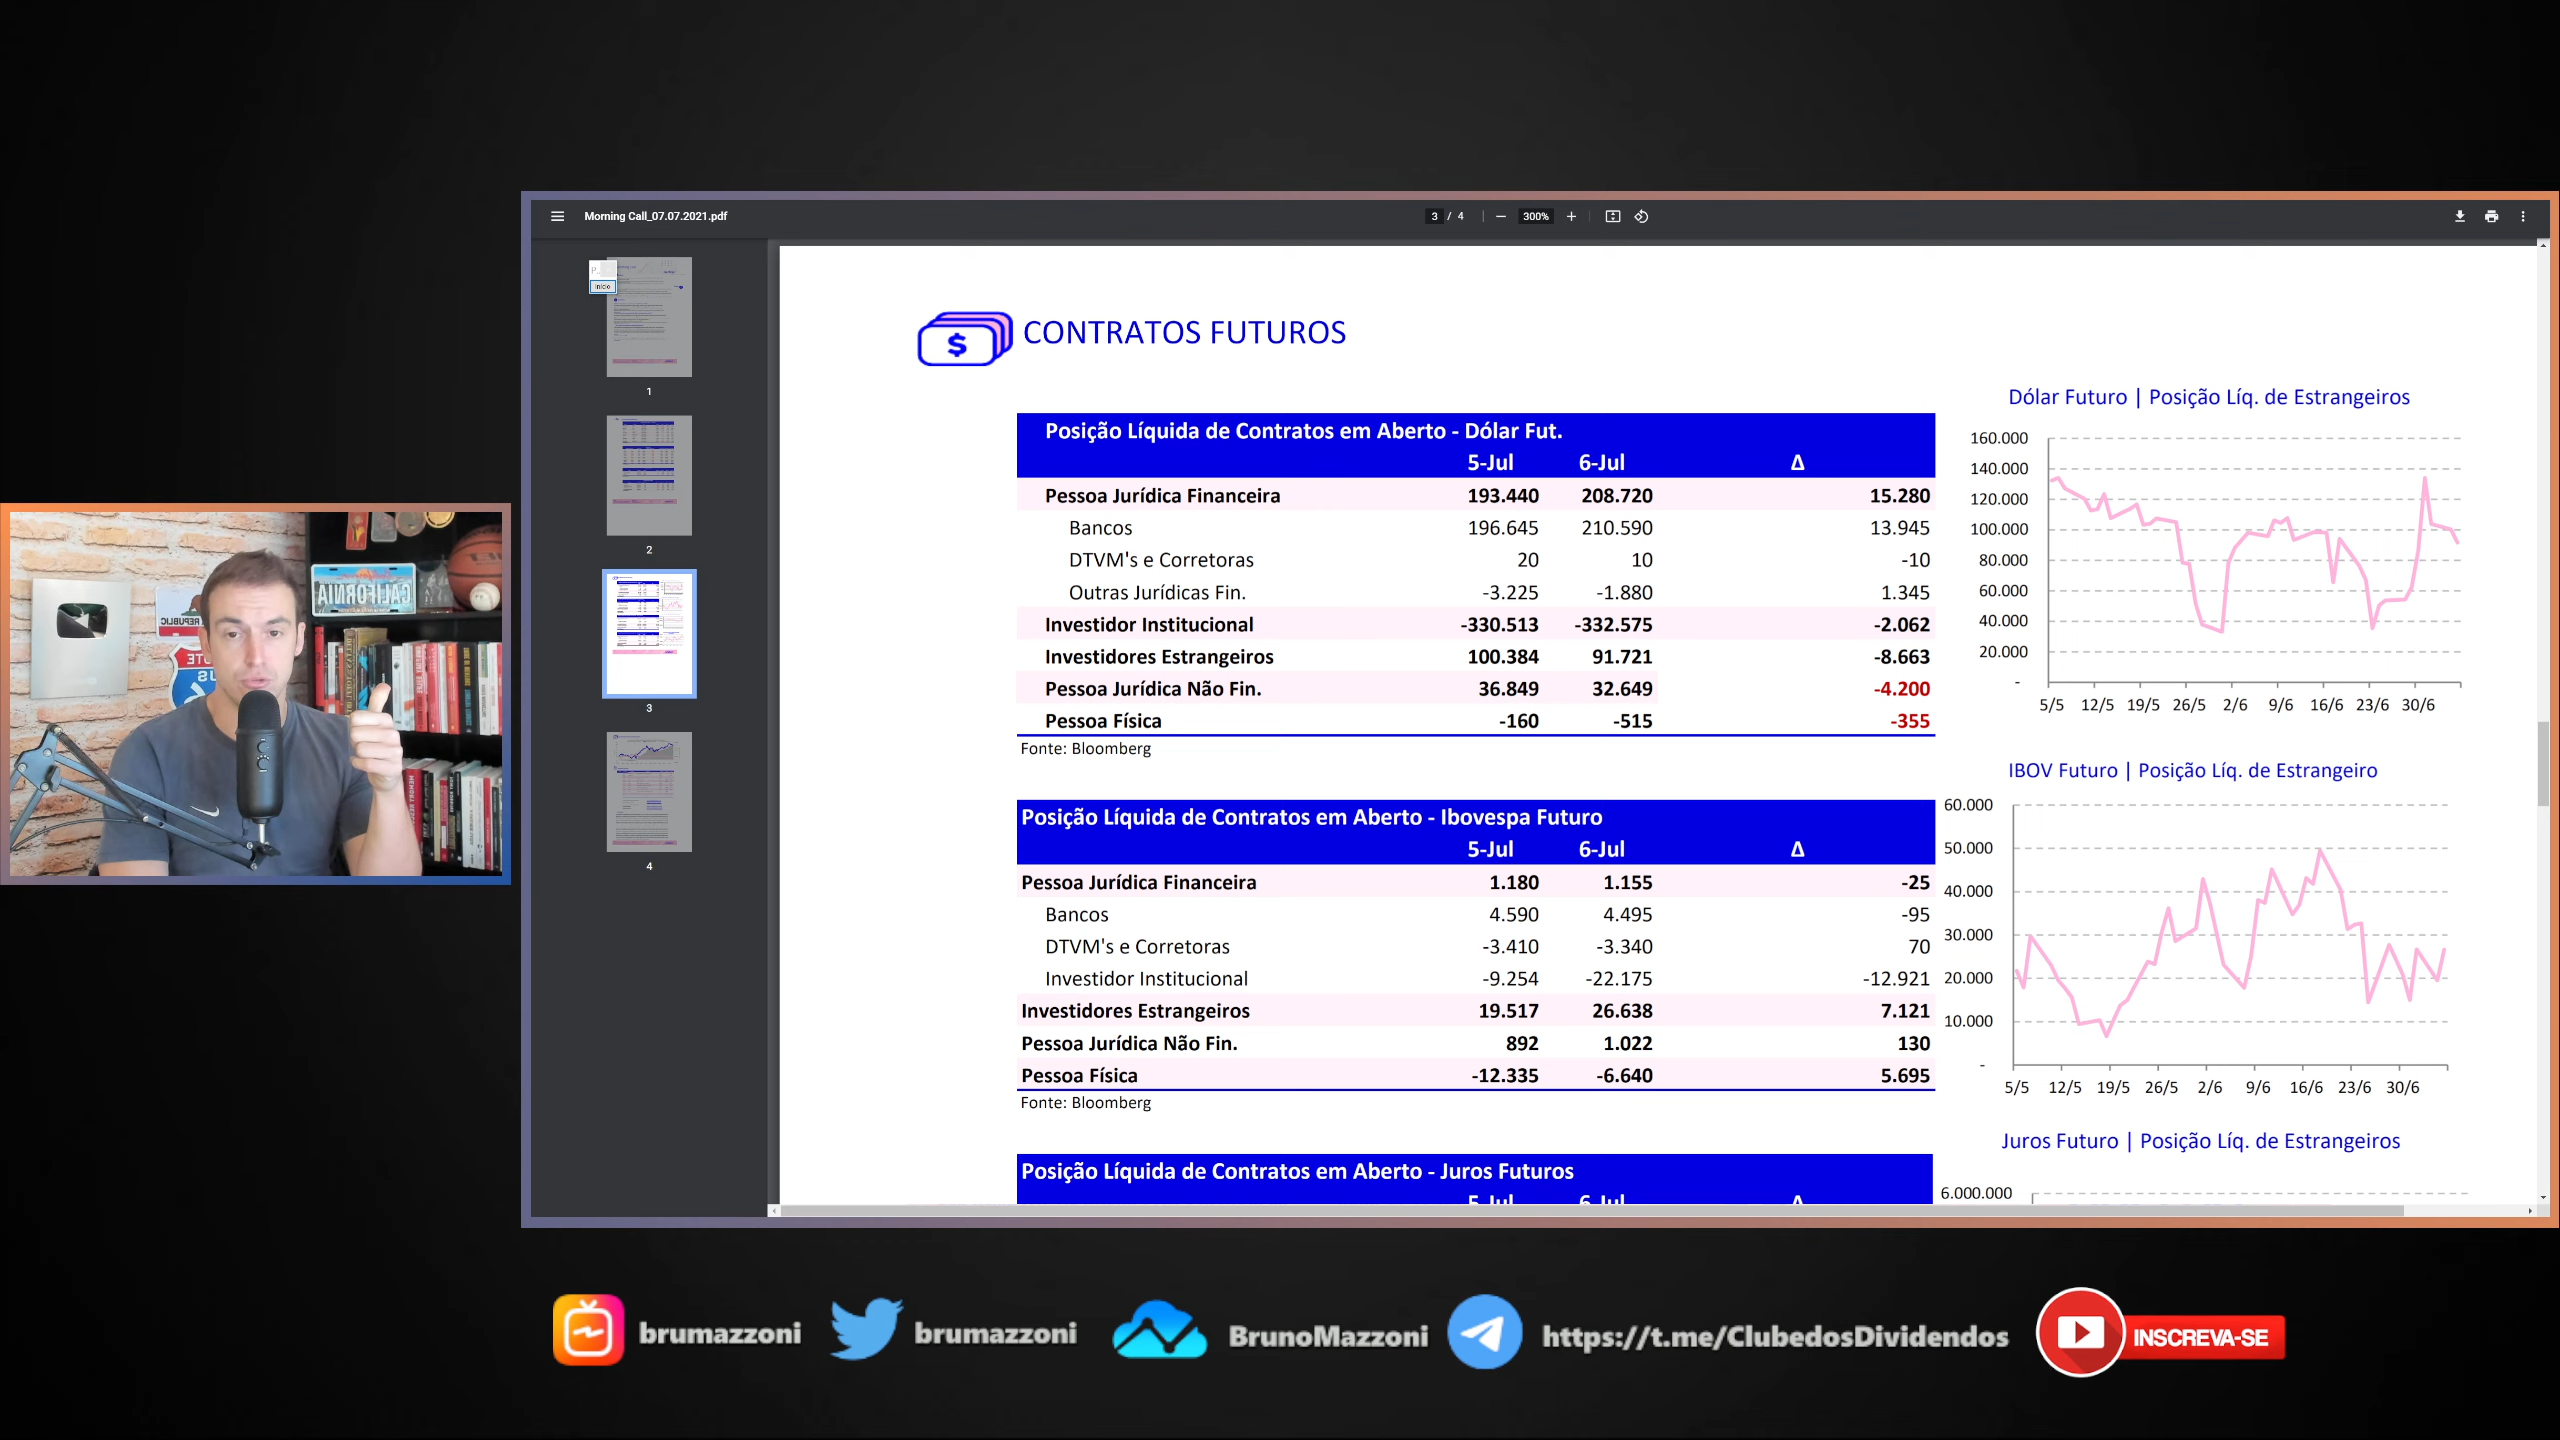 Morning Call_07.07.2021.pdf
3 / 4
300%
Início
1
2
3
4
CONTRATOS FUTUROS
Posição Líquida de Contratos em Aberto - Dólar Fut.
5-Jul 6-Jul Δ
Pessoa Jurídica Financeira 193.440 208.720 15.280
Bancos 196.645 210.590 13.945
DTVM's e Corretoras 20 10 -10
Outras Jurídicas Fin. -3.225 -1.880 1.345
Investidor Institucional -330.513 -332.575 -2.062
Investidores Estrangeiros 100.384 91.721 -8.663
Pessoa Jurídica Não Fin. 36.849 32.649 -4.200
Pessoa Física -160 -515 -355
Fonte: Bloomberg
Dólar Futuro | Posição Líq. de Estrangeiros
160.000
140.000
120.000
100.000
80.000
60.000
40.000
20.000
-
5/5 12/5 19/5 26/5 2/6 9/6 16/6 23/6 30/6
Posição Líquida de Contratos em Aberto - Ibovespa Futuro
5-Jul 6-Jul Δ
Pessoa Jurídica Financeira 1.180 1.155 -25
Bancos 4.590 4.495 -95
DTVM's e Corretoras -3.410 -3.340 70
Investidor Institucional -9.254 -22.175 -12.921
Investidores Estrangeiros 19.517 26.638 7.121
Pessoa Jurídica Não Fin. 892 1.022 130
Pessoa Física -12.335 -6.640 5.695
Fonte: Bloomberg
IBOV Futuro | Posição Líq. de Estrangeiro
60.000
50.000
40.000
30.000
20.000
10.000
-
5/5 12/5 19/5 26/5 2/6 9/6 16/6 23/6 30/6
Posição Líquida de Contratos em Aberto - Juros Futuros
5-Jul 6-Jul Δ
Juros Futuro | Posição Líq. de Estrangeiros
6.000.000
CALIFORNIA
brumazzoni
brumazzoni
BrunoMazzoni
https://t.me/ClubedosDividendos
INSCREVA-SE